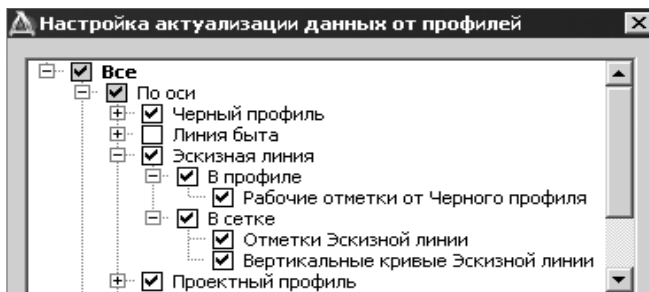 Настройка актуализации данных от профилей
Все
По оси
Черный профиль
Линия быта
Эскизная линия
В профиле
Рабочие отметки от Черного профиля
В сетке
Отметки Эскизной линии
Вертикальные кривые Эскизной линии
Проектный профиль